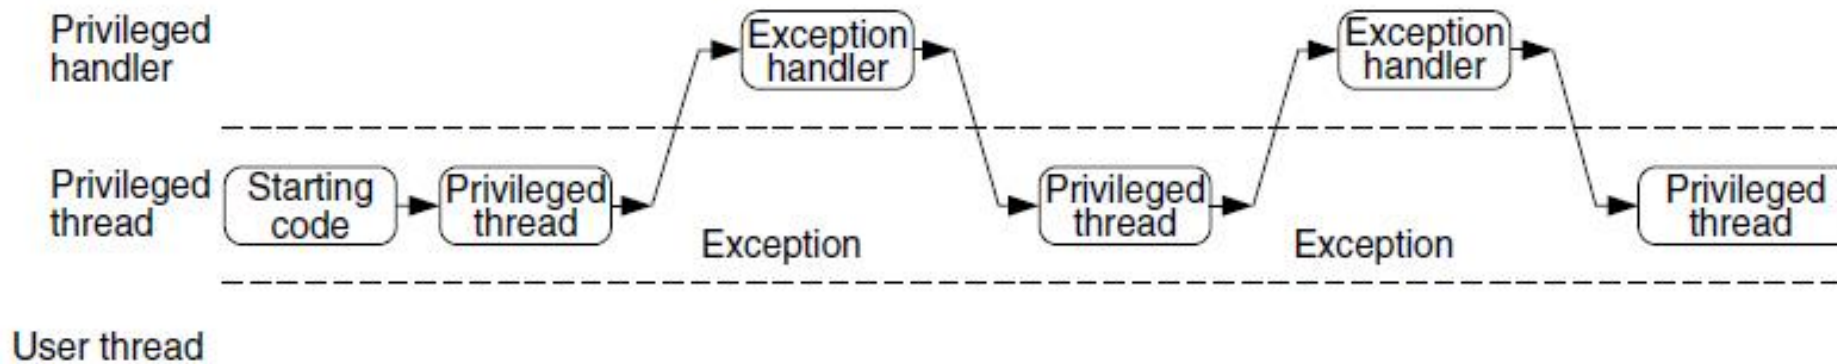 Privileged
handler
Exception
handler
Exception
handler
Privileged
thread
Starting
code
Privileged
thread
Exception
Privileged
thread
Exception
Privileged
thread
User thread